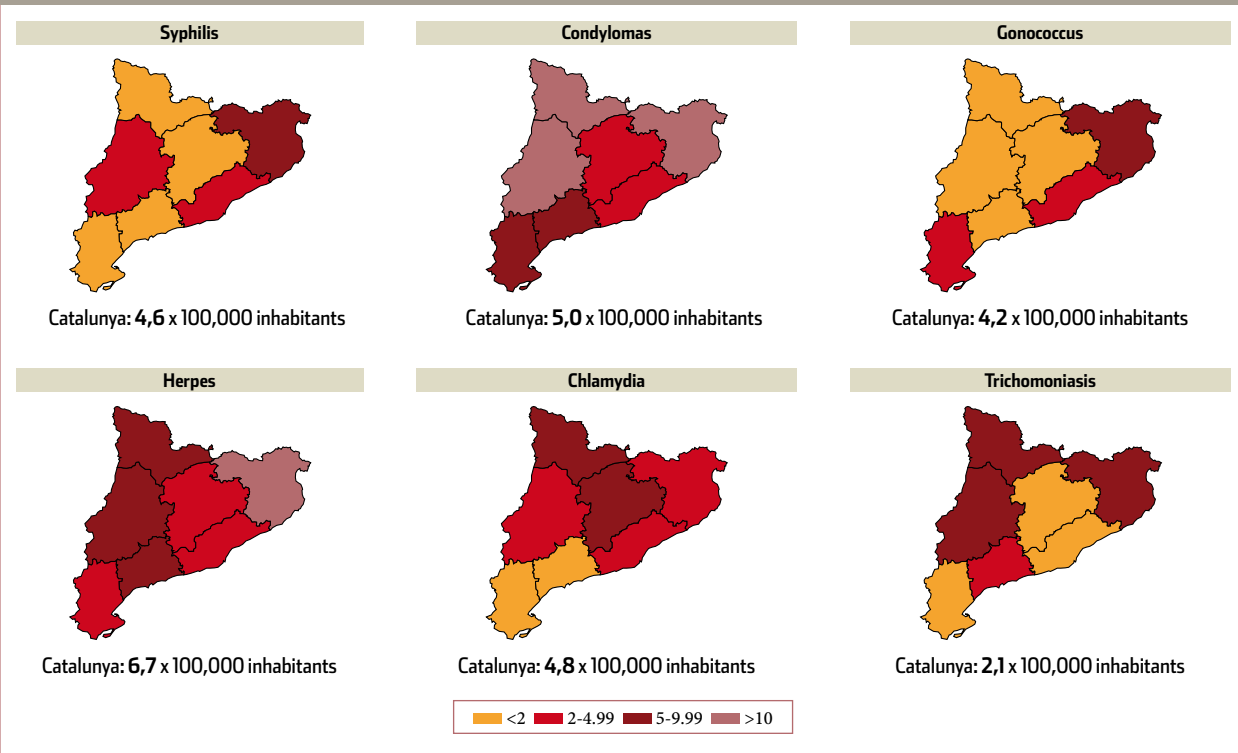 Syphilis
Condylomas
Gonococcus
Catalunya: 4,6 x 100,000 inhabitants
Catalunya: 5,0 x 100,000 inhabitants
Catalunya: 4,2 x 100,000 inhabitants
Herpes
Chlamydia
Trichomoniasis
Catalunya: 6,7 x 100,000 inhabitants
Catalunya: 4,8 x 100,000 inhabitants
Catalunya: 2,1 x 100,000 inhabitants
<2 2-4.99 5-9.99 >10